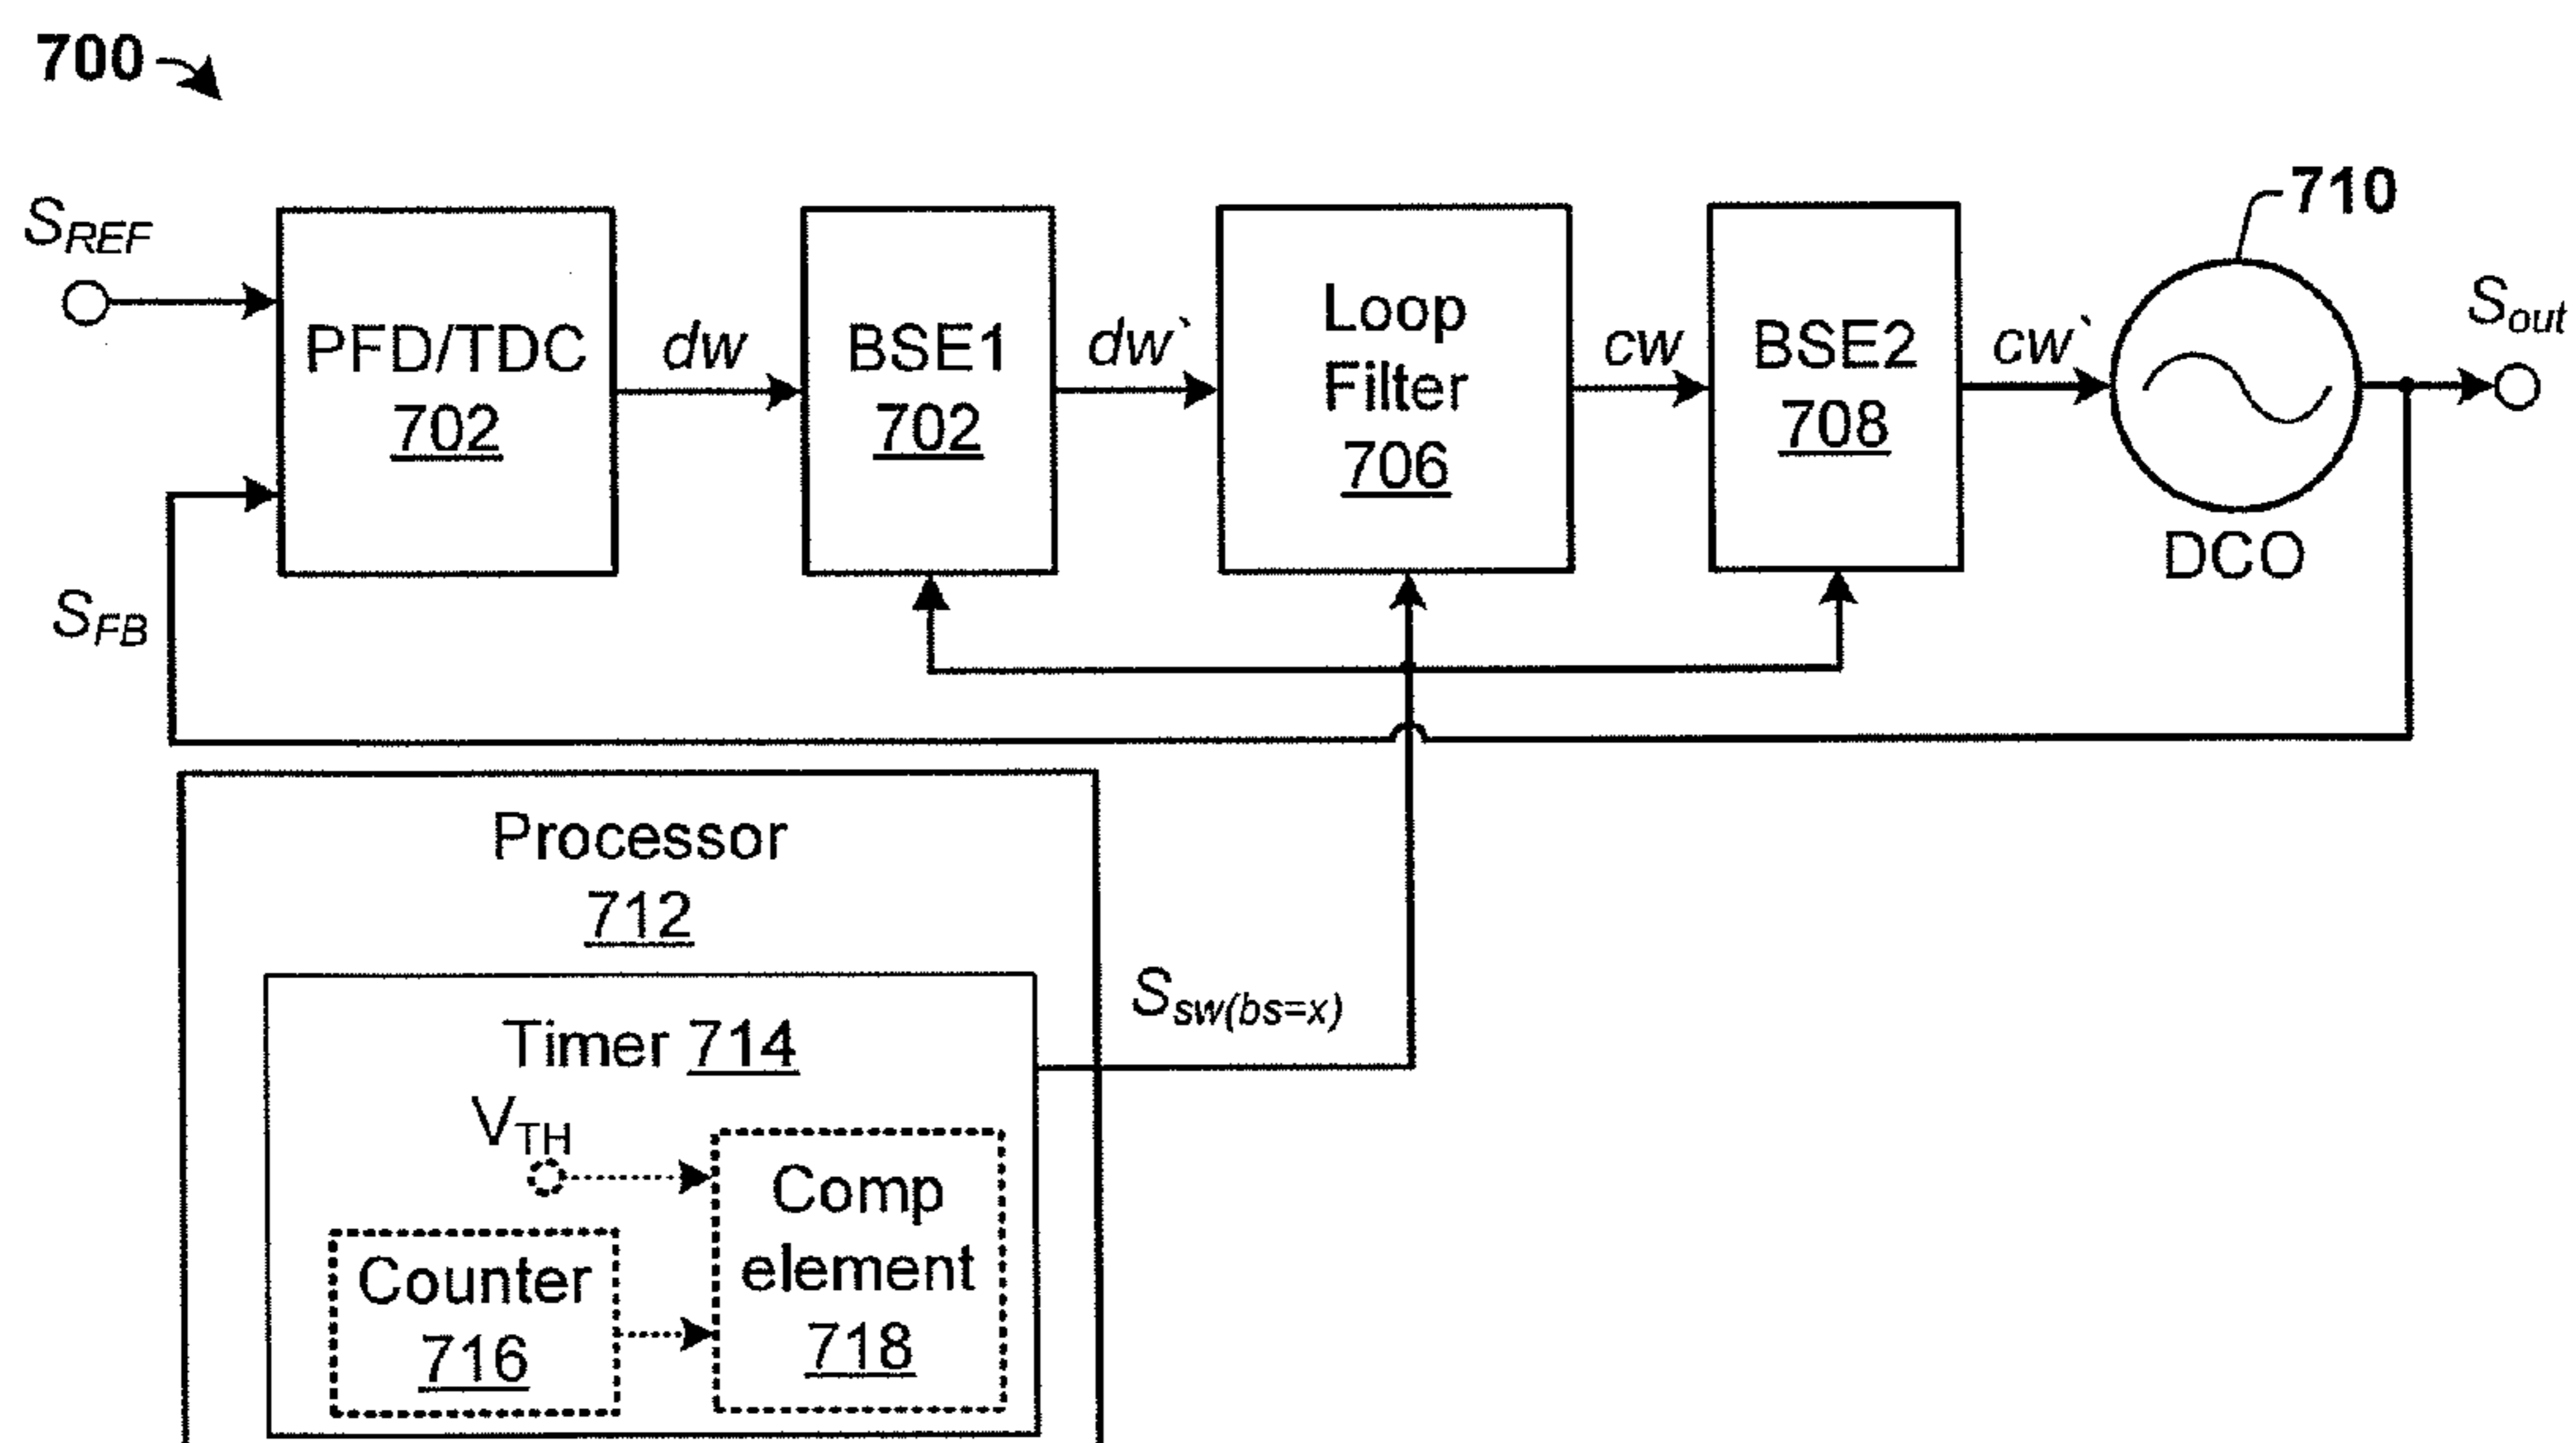 700
S_REF
PFD/TDC
702
dw
BSE1
702
dw`
Loop
Filter
706
cw
BSE2
708
cw`
710
DCO
S_out
S_FB
Processor
712
Timer 714
V_TH
Counter
716
Comp
element
718
S_sw(bs=x)